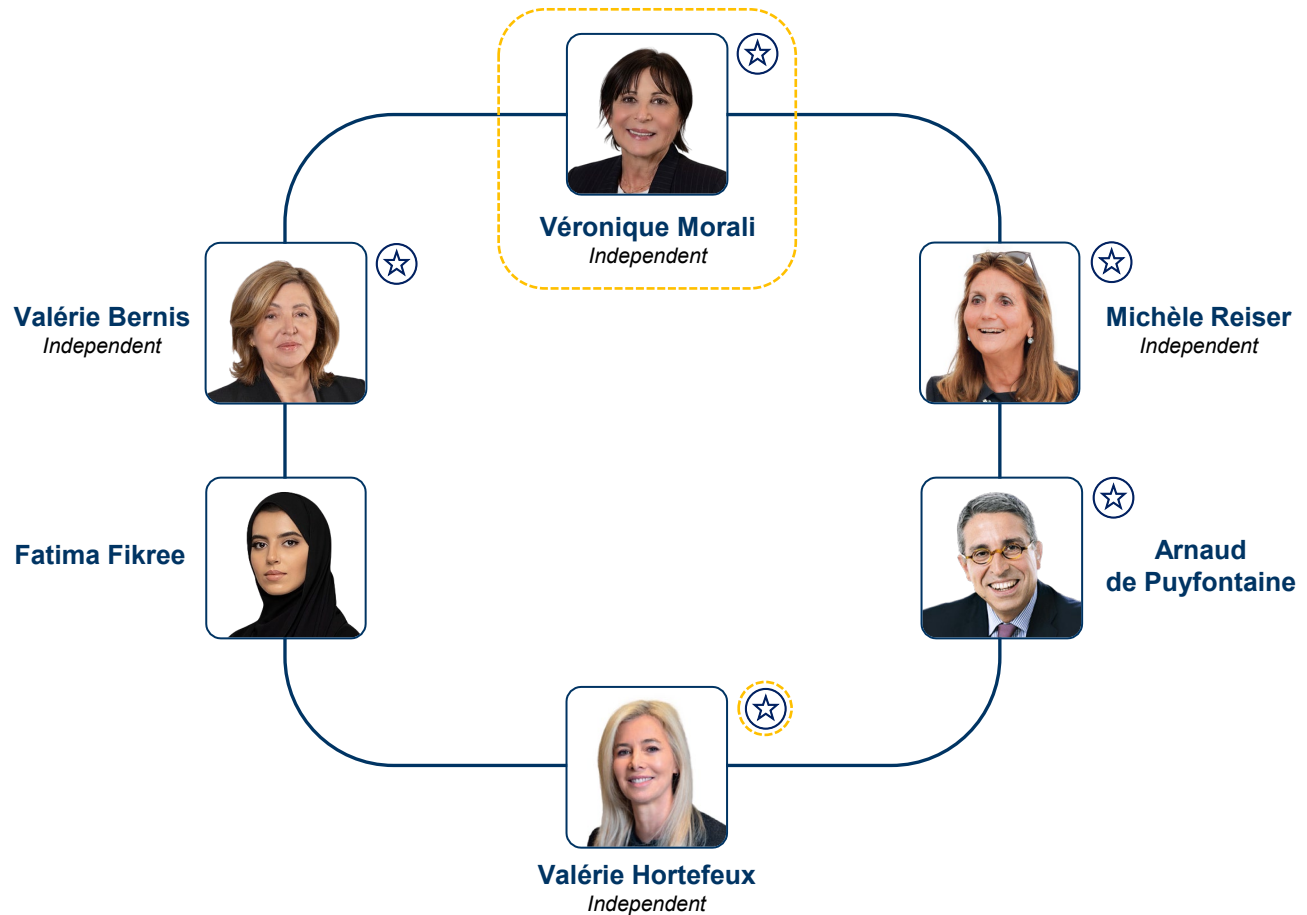 Véronique Morali
Independent
Valérie Bernis
Independent
Michèle Reiser
Independent
Fatima Fikree
Arnaud
de Puyfontaine
Valérie Hortefeux
Independent